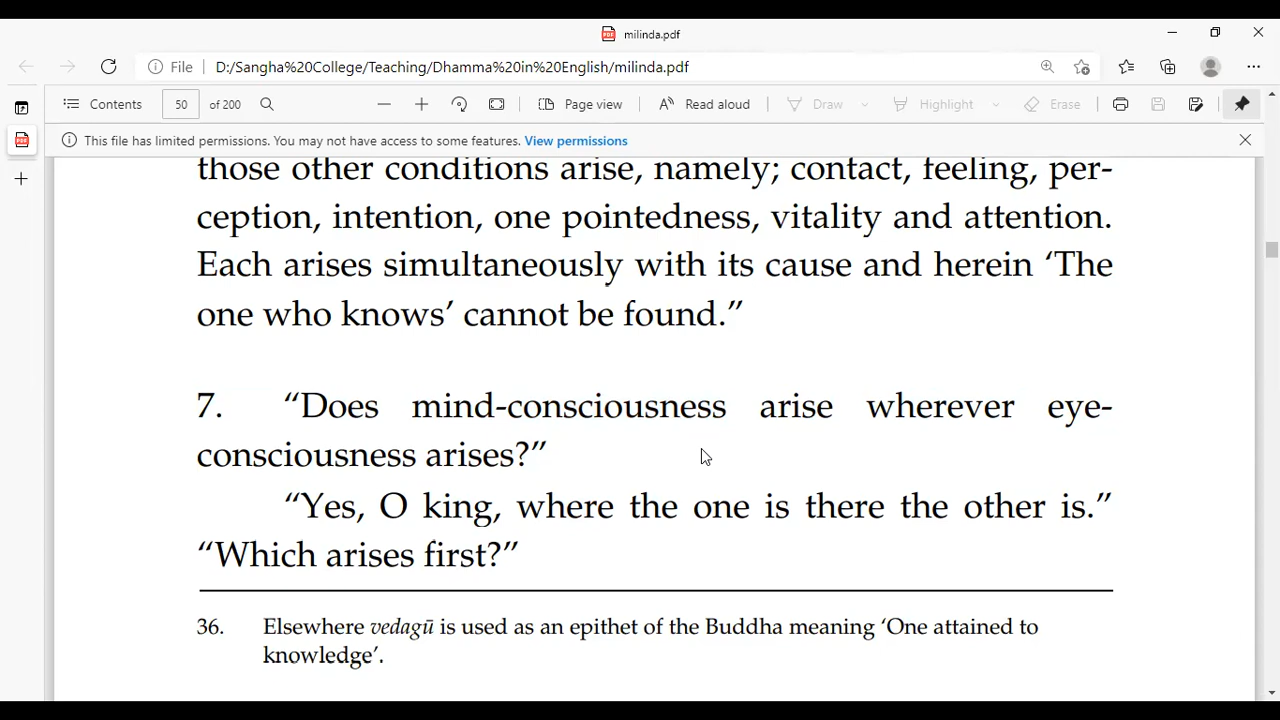 milinda.pdf
File D:/Sangha%20College/Teaching/Dhamma%20in%20English/milinda.pdf
Contents 50 of 200 Page view Read aloud Draw Highlight Erase
This file has limited permissions. You may not have access to some features. View permissions
those other conditions arise, namely; contact, feeling, per-
ception, intention, one pointedness, vitality and attention.
Each arises simultaneously with its cause and herein ‘The
one who knows’ cannot be found.”
7. “Does mind-consciousness arise wherever eye-
consciousness arises?”
“Yes, O king, where the one is there the other is.”
“Which arises first?”
36. Elsewhere vedagū is used as an epithet of the Buddha meaning ‘One attained to
knowledge’.